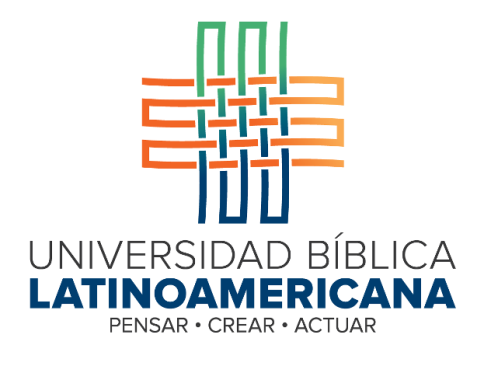 UNIVERSIDAD BÍBLICA
LATINOAMERICANA
PENSAR • CREAR • ACTUAR